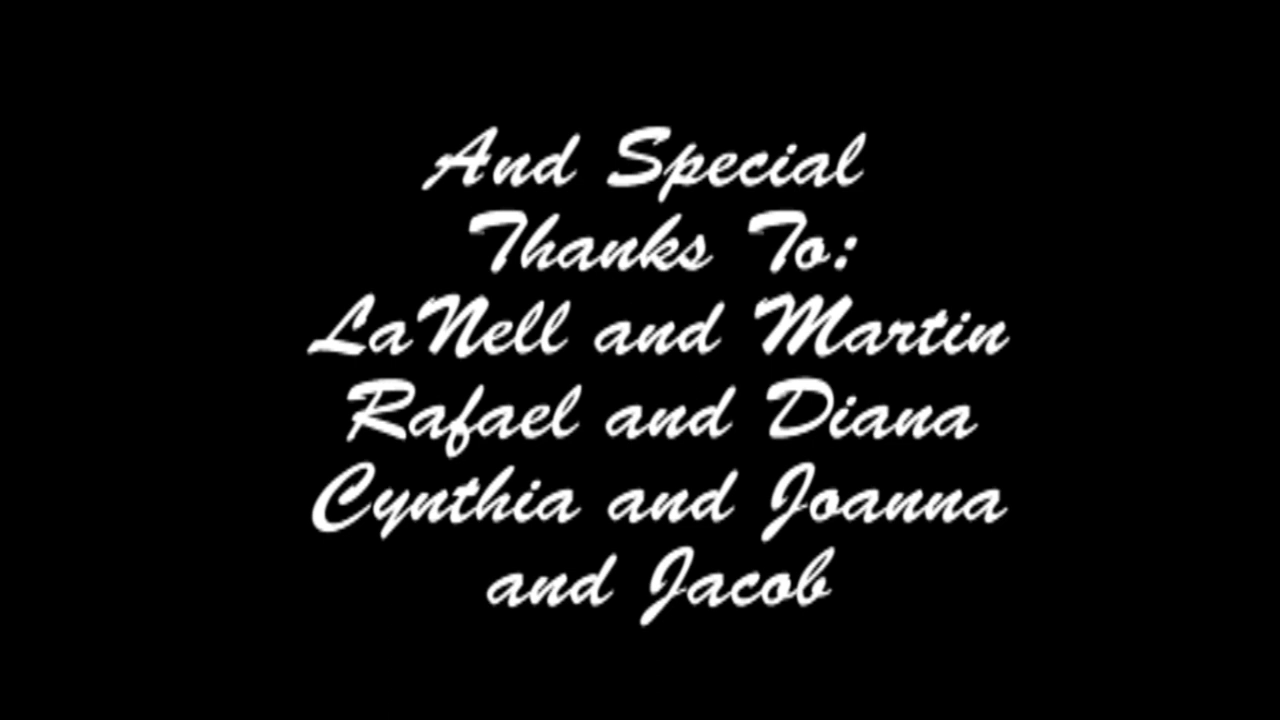 And Special
Thanks To:
LaNell and Martin
Rafael and Diana
Cynthia and Joanna
and Jacob